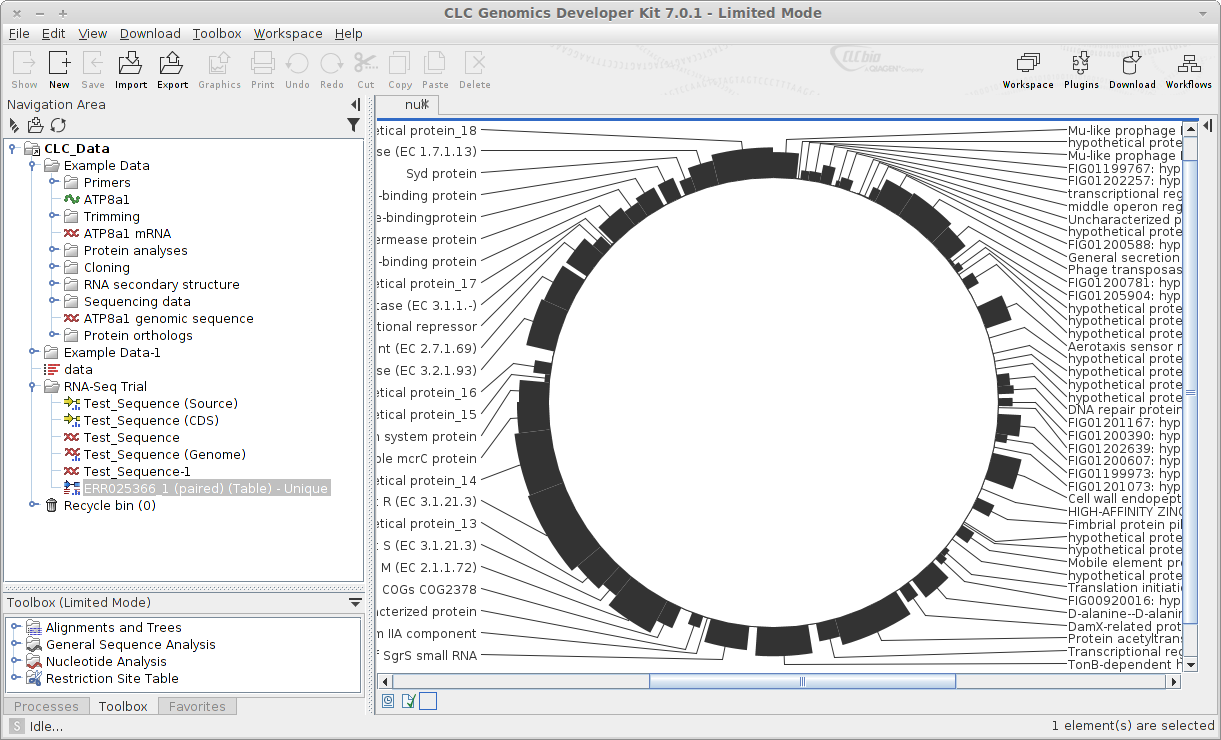 CLC Genomics Developer Kit 7.0.1 - Limited Mode
File Edit View Download Toolbox Workspace Help
CLCbio
Show New Save Import Export Graphics Print Undo Redo Cut Copy Paste Delete Workspace Plugins Download Workflows
Navigation Area
CLC_Data
Example Data
Primers
ATP8a1
Trimming
ATP8a1 mRNA
Protein analyses
Cloning
RNA secondary structure
Sequencing data
ATP8a1 genomic sequence
Protein orthologs
Example Data-1
data
RNA-Seq Trial
Test_Sequence (Source)
Test_Sequence (CDS)
Test_Sequence
Test_Sequence (Genome)
Test_Sequence-1
ERR025366_1 (paired) (Table) - Unique
Recycle bin (0)
Toolbox (Limited Mode)
Alignments and Trees
General Sequence Analysis
Nucleotide Analysis
Restriction Site Table
Processes Toolbox Favorites
S Idle...
etical protein_18
se (EC 1.7.1.13)
Syd protein
-binding protein
e-bindingprotein
ermease protein
-binding protein
etical protein_17
tase (EC 3.1.1.-)
tional repressor
nt (EC 2.7.1.69)
se (EC 3.2.1.93)
etical protein_16
etical protein_15
n system protein
ble mcrC protein
etical protein_14
t R (EC 3.1.21.3)
etical protein_13
t S (EC 3.1.21.3)
M (EC 2.1.1.72)
COGs COG2378
acterized protein
m IIA component
f SgrS small RNA
Mu-like prophage
hypothetical prote
Mu-like prophage
FIG01199767: hyp
FIG01202257: hyp
transcriptional reg
middle operon reg
Uncharacterized p
hypothetical prote
FIG01200588: hyp
General secretion
Phage transposas
FIG01200781: hyp
FIG01205904: hyp
hypothetical prote
hypothetical prote
hypothetical prote
Aerotaxis sensor r
hypothetical prote
hypothetical prote
hypothetical prote
hypothetical prote
DNA repair protein
FIG01201167: hyp
FIG01200390: hyp
FIG01202639: hyp
FIG01200607: hyp
FIG01199973: hyp
FIG01201073: hyp
Cell wall endopept
HIGH-AFFINITY ZINC
Fimbrial protein pil
hypothetical prote
hypothetical prote
Mobile element pro
hypothetical prote
Translation initiati
FIG00920016: hyp
D-alanine--D-alanin
DamX-related prot
Protein acetyltrans
Transcriptional reg
TonB-dependent h
1 element(s) are selected